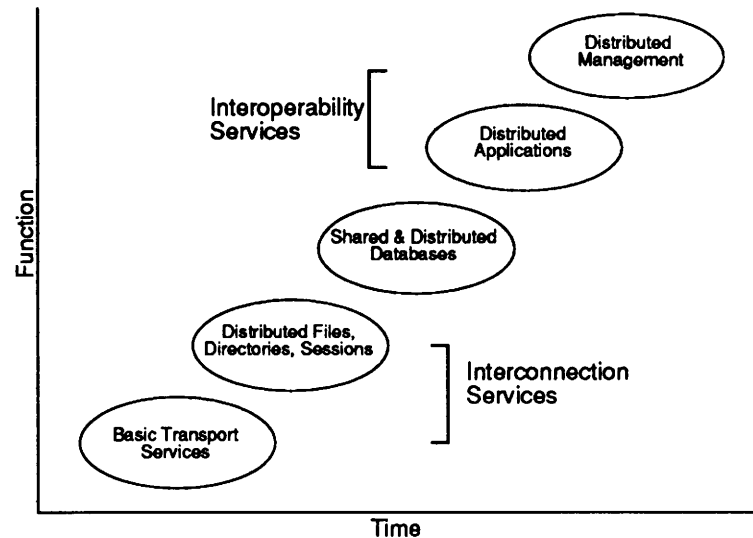 Distributed
Management
Interoperability
Services
Distributed
Applications
Function
Shared & Distributed
Databases
Distributed Files,
Directories, Sessions
Interconnection
Services
Basic Transport
Services
Time